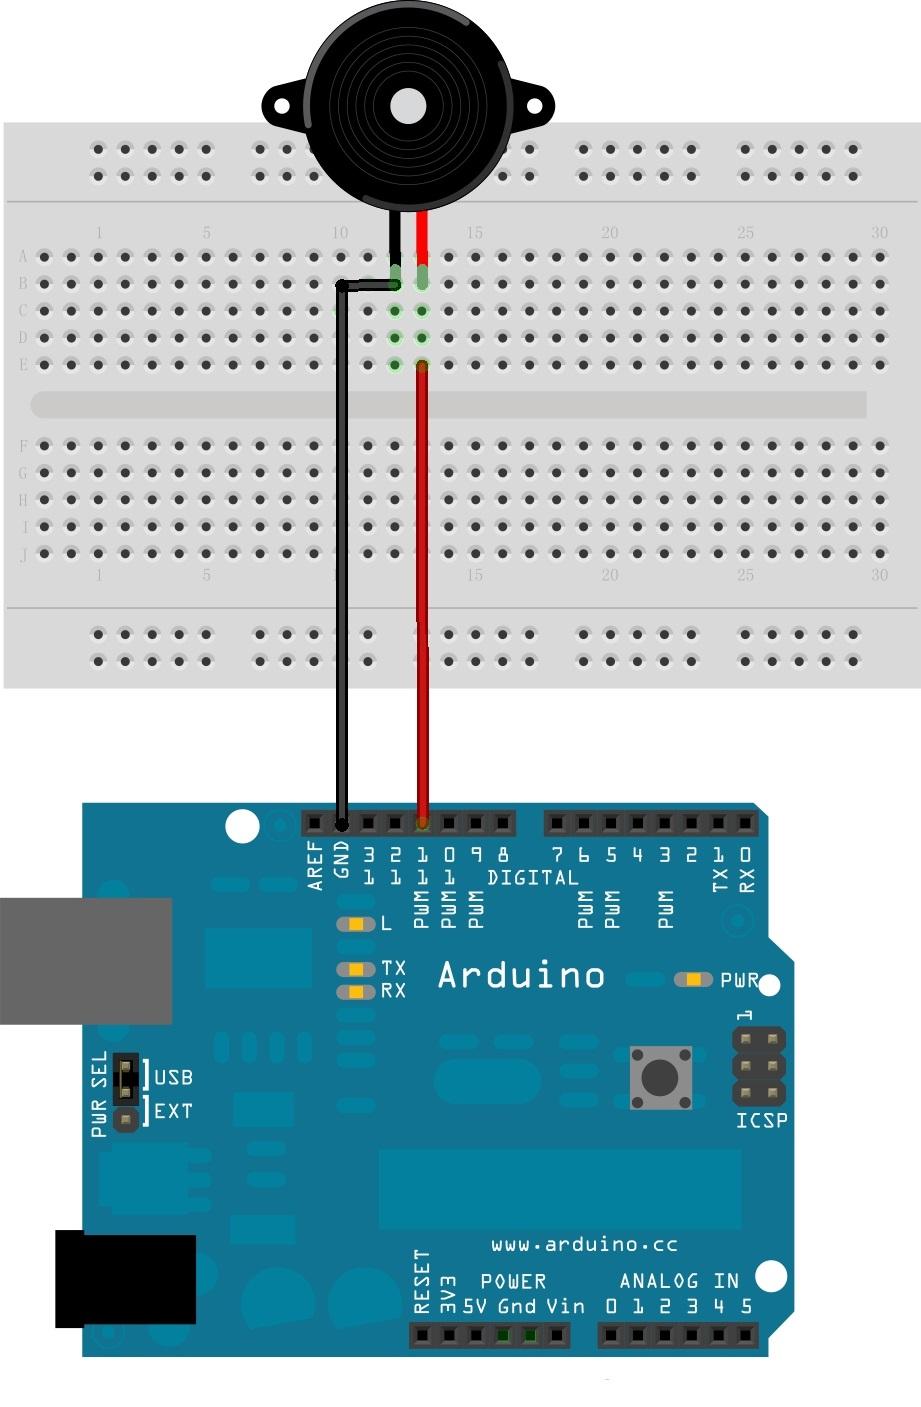 1 5 10 15 20 25 30
A
B
C
D
E
F
G
H
I
J
1 5 1 15 20 25 30
AREF GND 13 12 11 10 9 8 7 6 5 4 3 2 TX 1 RX 0
DIGITAL
PWM PWM PWM PWM PWM PWM
L
TX
RX
Arduino
PWR
1
ICSP
PWR SEL
USB
EXT
www.arduino.cc
POWER
ANALOG IN
RESET 3V3 5V Gnd Vin 0 1 2 3 4 5